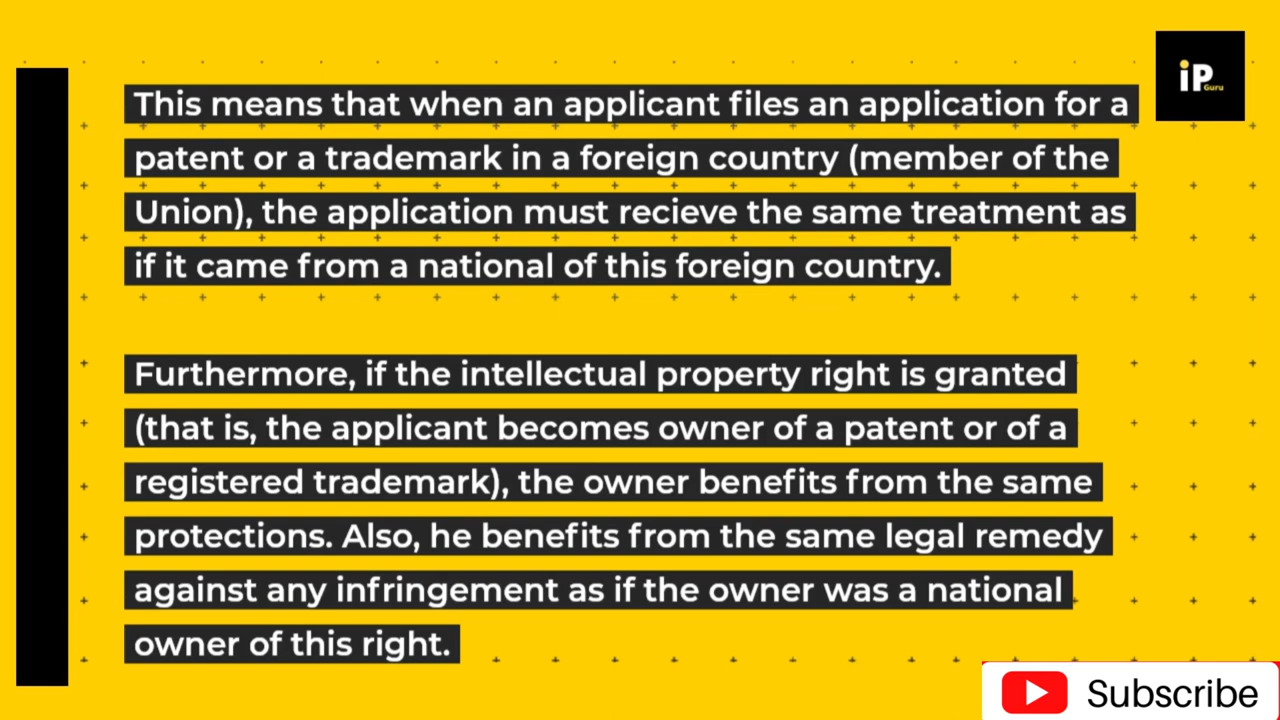 iP Guru
This means that when an applicant files an application for a
patent or a trademark in a foreign country (member of the
Union), the application must recieve the same treatment as
if it came from a national of this foreign country.
Furthermore, if the intellectual property right is granted
(that is, the applicant becomes owner of a patent or of a
registered trademark), the owner benefits from the same
protections. Also, he benefits from the same legal remedy
against any infringement as if the owner was a national
owner of this right.
Subscribe